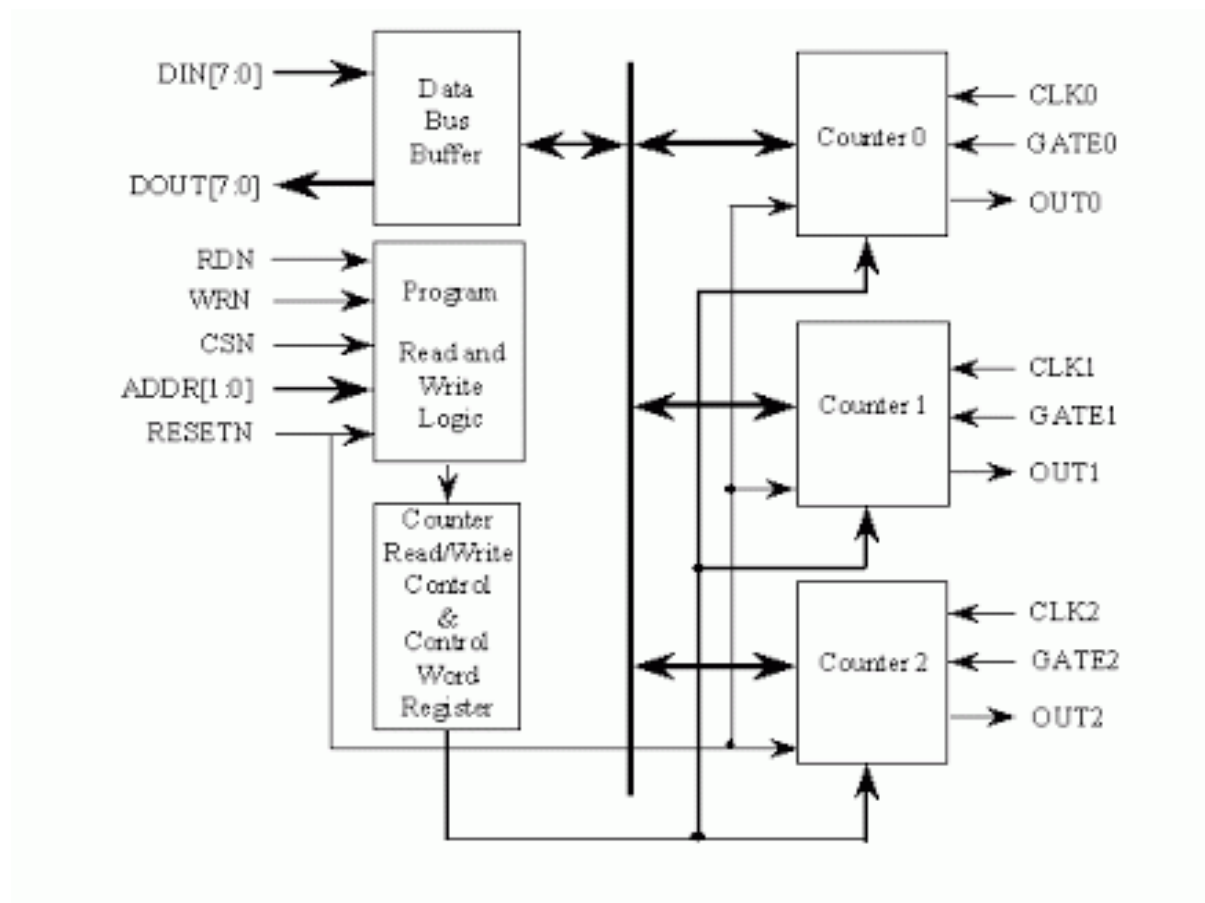 DIN[7:0]
DOUT[7:0]
Data
Bus
Buffer
RDN
WRN
CSN
ADDR[1:0]
RESETN
Program
Read and
Write
Logic
Counter
Read/Write
Control
&
Control
Word
Register
Counter 0
CLK0
GATE0
OUT0
Counter 1
CLK1
GATE1
OUT1
Counter 2
CLK2
GATE2
OUT2